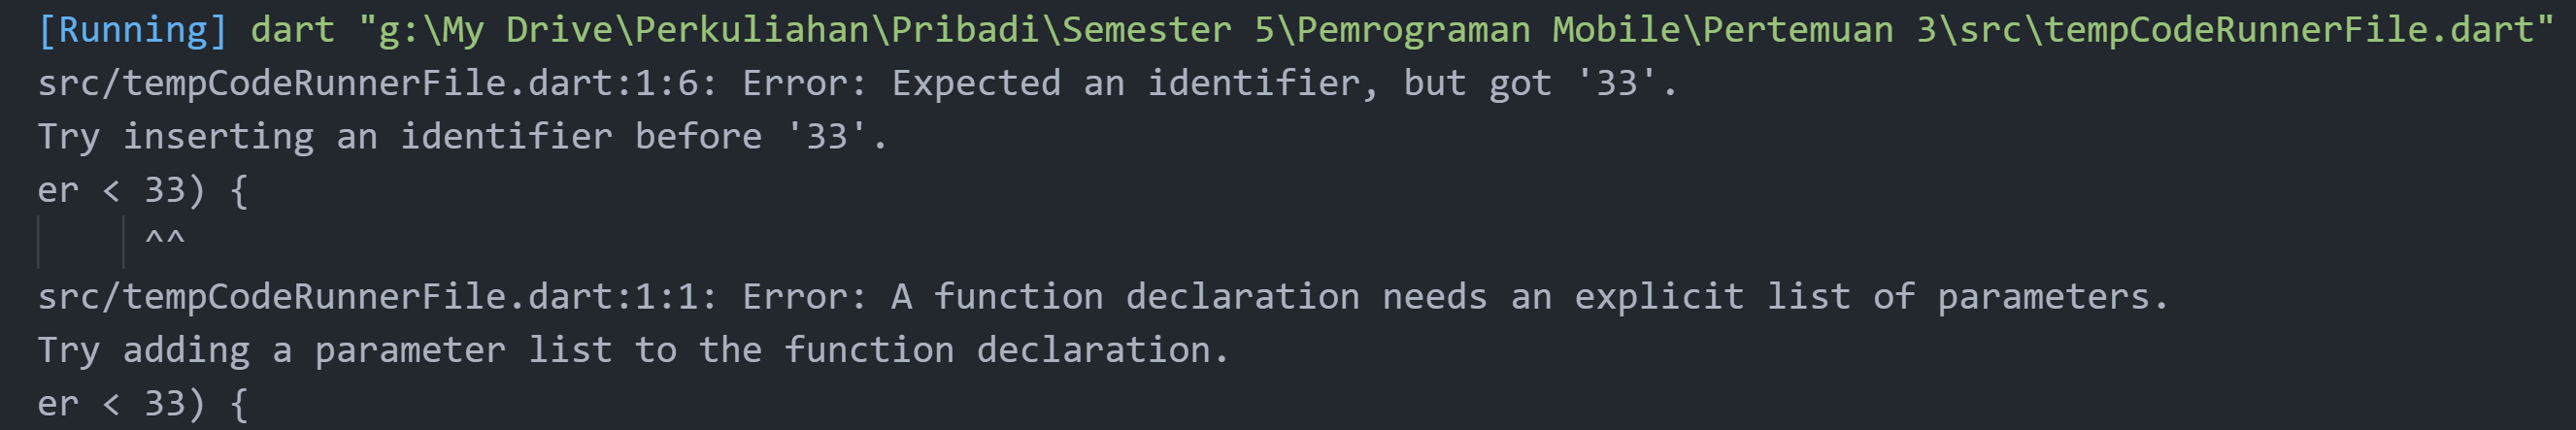 [Running] dart "g:\My Drive\Perkuliahan\Pribadi\Semester 5\Pemrograman Mobile\Pertemuan 3\src\tempCodeRunnerFile.dart"
src/tempCodeRunnerFile.dart:1:6: Error: Expected an identifier, but got '33'.
Try inserting an identifier before '33'.
er < 33) {
^^
src/tempCodeRunnerFile.dart:1:1: Error: A function declaration needs an explicit list of parameters.
Try adding a parameter list to the function declaration.
er < 33) {